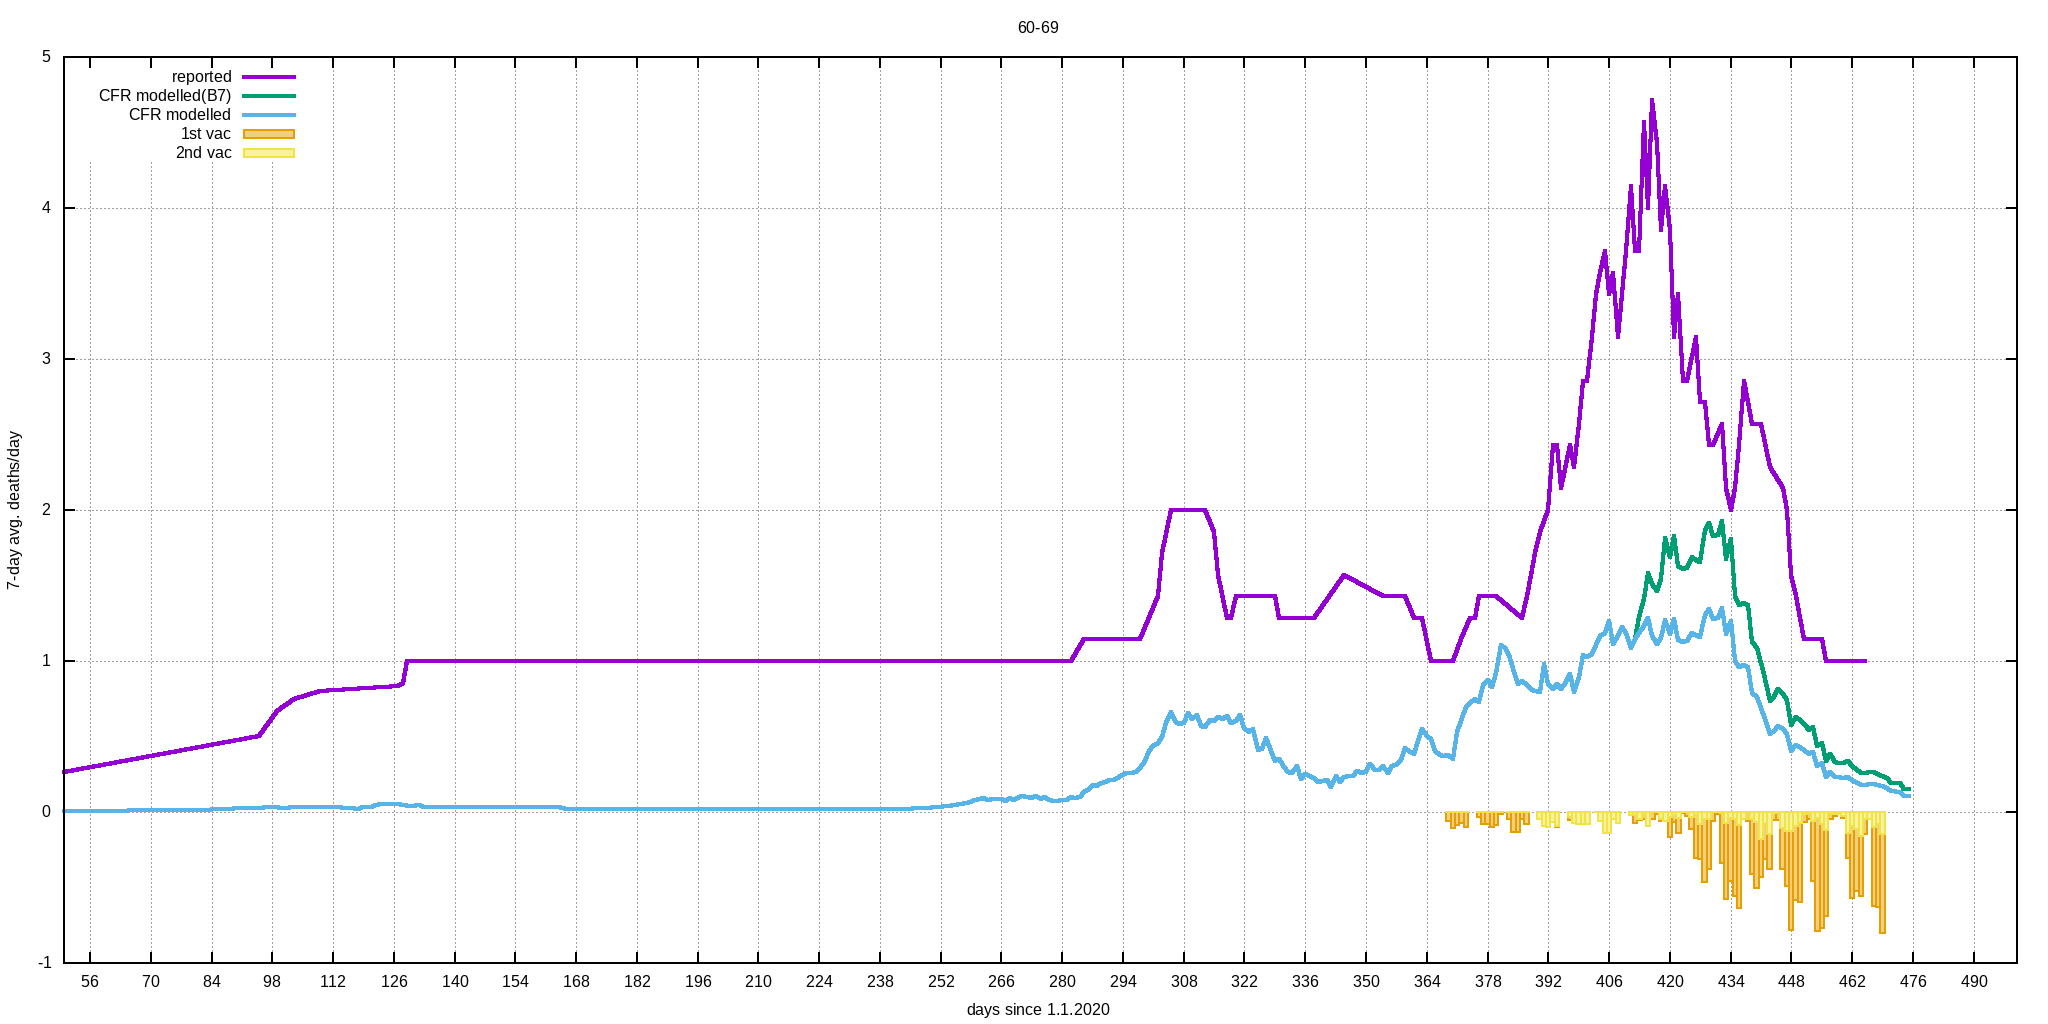 60-69
reported
CFR modelled(B7)
CFR modelled
1st vac
2nd vac
7-day avg. deaths/day
5
4
3
2
1
0
-1
56 70 84 98 112 126 140 154 168 182 196 210 224 238 252 266 280 294 308 322 336 350 364 378 392 406 420 434 448 462 476 490
days since 1.1.2020